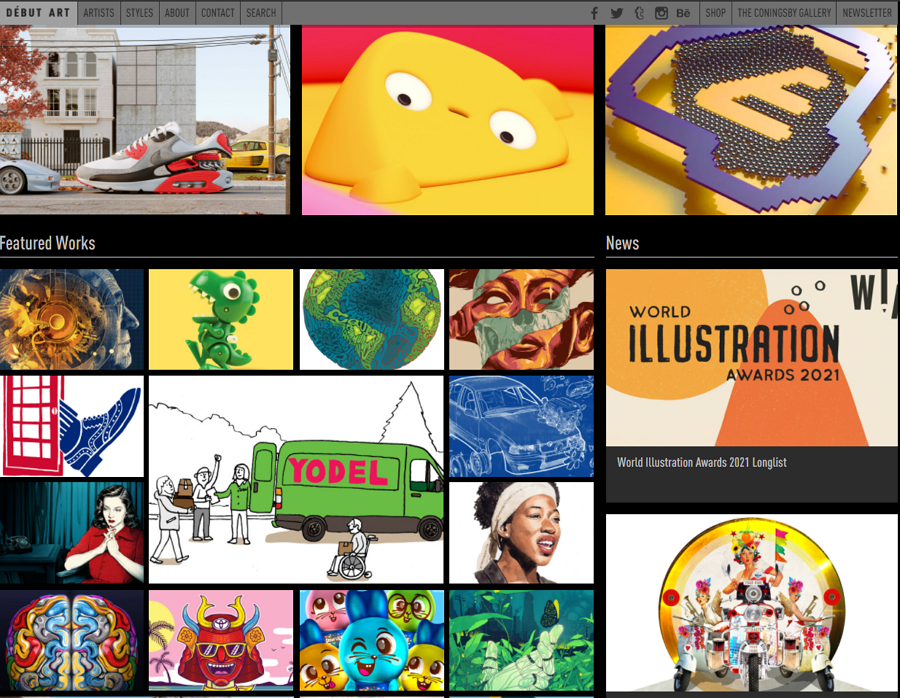 DÉBUT ART
ARTISTS
STYLES
ABOUT
CONTACT
SEARCH
Bē
SHOP
THE CONINGSBY GALLERY
NEWSLETTER
Featured Works
News
WORLD
ILLUSTRATION
AWARDS 2021
YODEL
World Illustration Awards 2021 Longlist